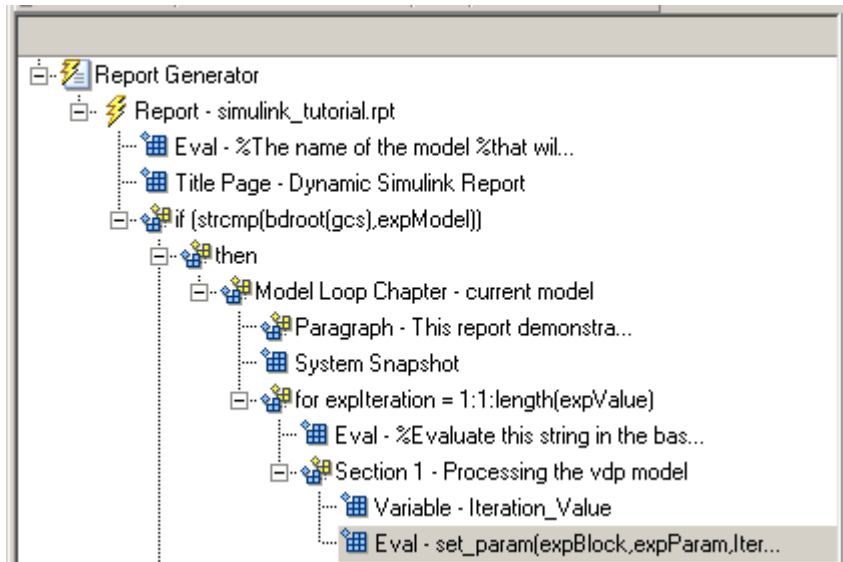 Report Generator
Report - simulink_tutorial.rpt
Eval - %The name of the model %that wil...
Title Page - Dynamic Simulink Report
if (strcmp(bdroot(gcs),expModel))
then
Model Loop Chapter - current model
Paragraph - This report demonstra...
System Snapshot
for expIteration = 1:1:length(expValue)
Eval - %Evaluate this string in the bas...
Section 1 - Processing the vdp model
Variable - Iteration_Value
Eval - set_param(expBlock,expParam,Iter...